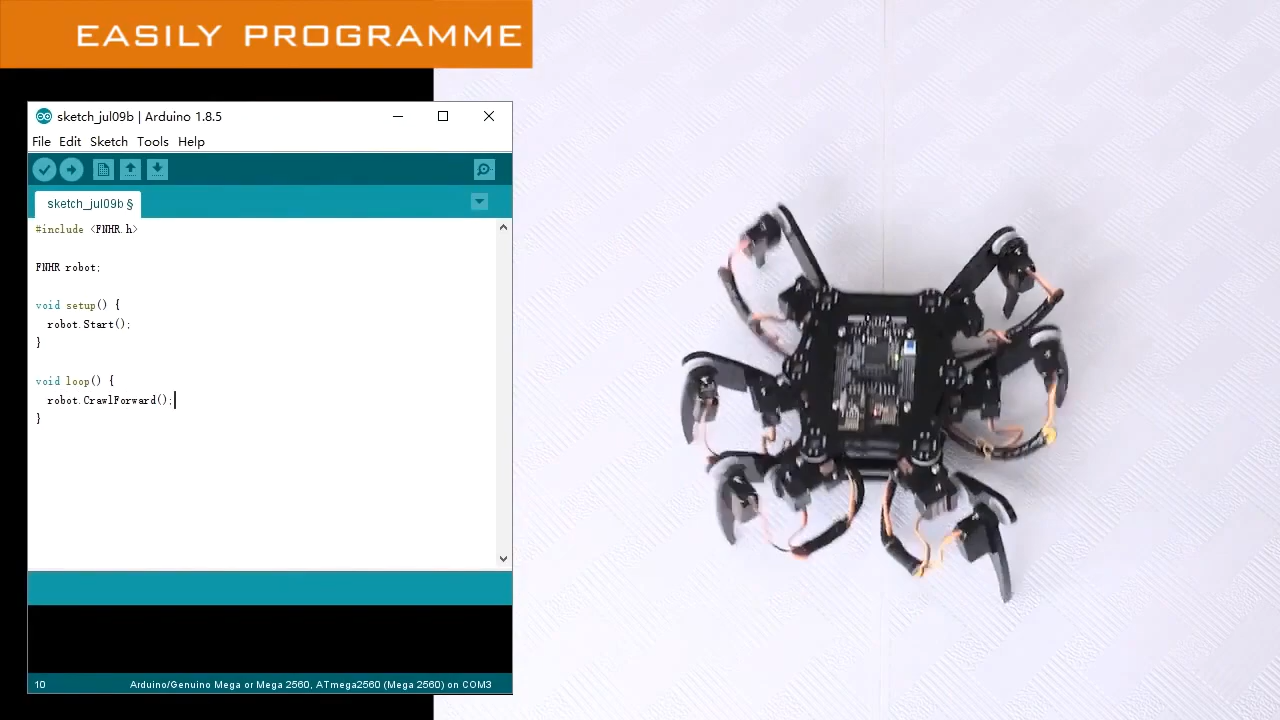 EASILY PROGRAMME
sketch_jul09b | Arduino 1.8.5
File Edit Sketch Tools Help
sketch_jul09b §
#include <FNHR.h>
FNHR robot;
void setup() {
robot.Start();
}
void loop() {
robot.CrawlForward();
}
10 Arduino/Genuino Mega or Mega 2560, ATmega2560 (Mega 2560) on COM3